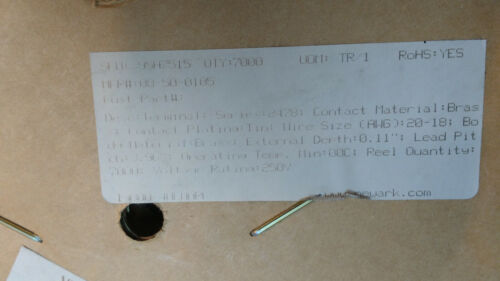 QTY:7000 UOM: TR/1 RoHS:YES
MFR#:00-50-0105
Cust Part#:
Series:2478; Contact Material:Bras
Contact Plating:Tin; Wire Size (AWG):20-18; Bo
External Depth:0.11"; Lead Pit
Operating Temp. Min:00C; Reel Quantity:
7000; Voltage Rating:250V